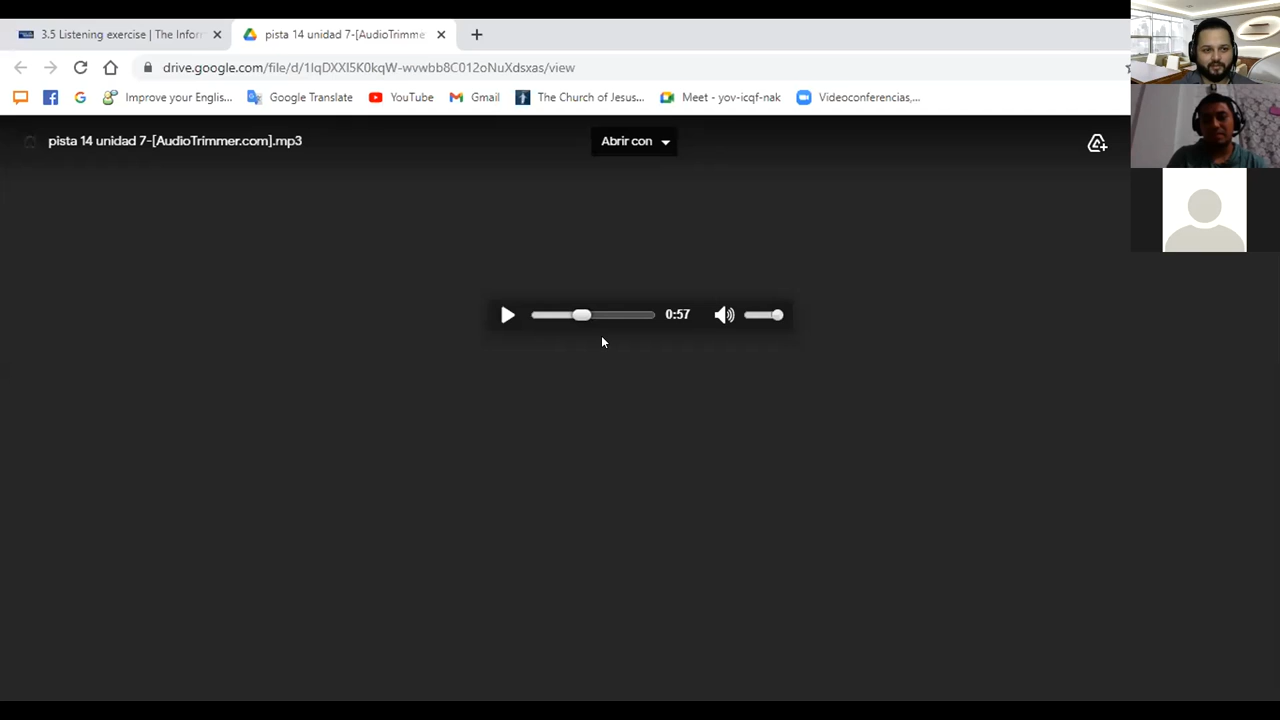 3.5 Listening exercise | The Infor
pista 14 unidad 7-[AudioTrimme
drive.google.com/file/d/1IqDXXI5K0kqW-wvwbb8C012oNuXdsxas/view
Improve your Englis...
Google Translate
YouTube
Gmail
The Church of Jesus...
Meet - yov-icqf-nak
Videoconferencias,...
pista 14 unidad 7-[AudioTrimmer.com].mp3
Abrir con
0:57